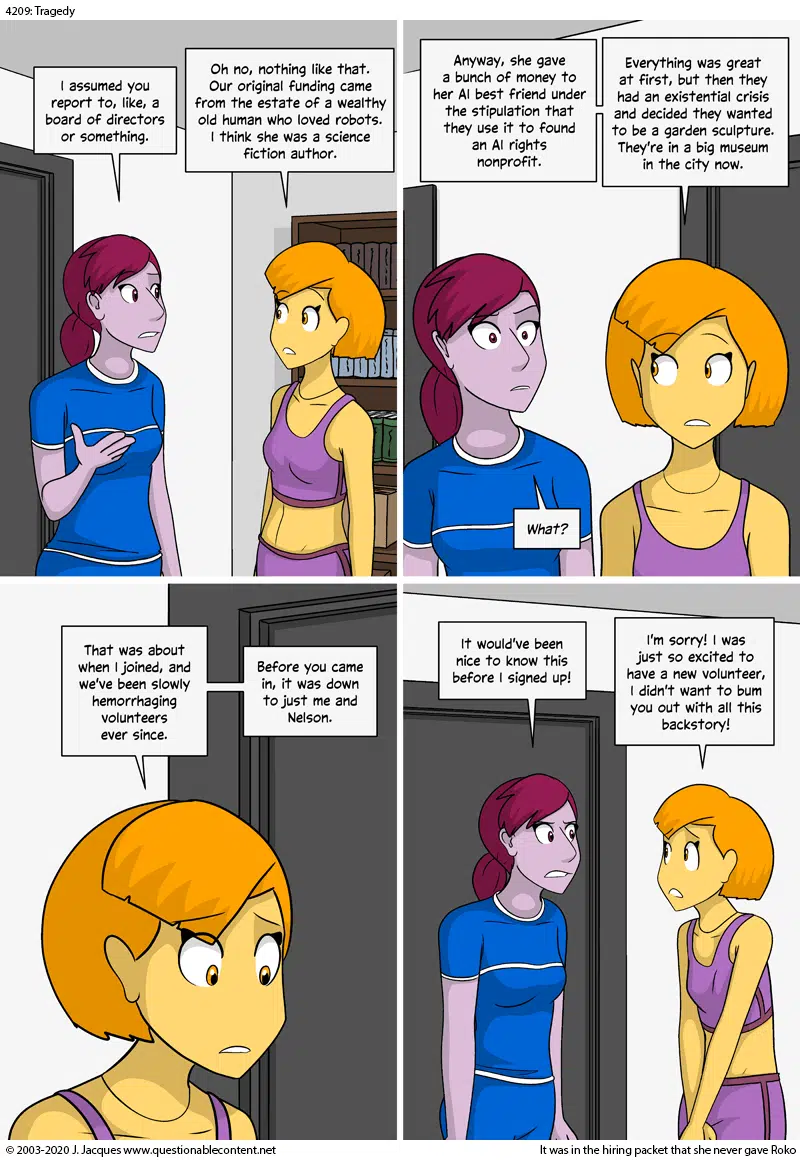 4209: Tragedy
I assumed you
report to, like, a
board of directors
or something.
Oh no, nothing like that.
Our original funding came
from the estate of a wealthy
old human who loved robots.
I think she was a science
fiction author.
Anyway, she gave
a bunch of money to
her AI best friend under
the stipulation that
they use it to found
an AI rights
nonprofit.
Everything was great
at first, but then they
had an existential crisis
and decided they wanted
to be a garden sculpture.
They're in a big museum
in the city now.
What?
That was about
when I joined, and
we've been slowly
hemorrhaging
volunteers
ever since.
Before you came
in, it was down
to just me and
Nelson.
It would've been
nice to know this
before I signed up!
I'm sorry! I was
just so excited to
have a new volunteer,
I didn't want to bum
you out with all this
backstory!
© 2003-2020 J. Jacques www.questionablecontent.net
It was in the hiring packet that she never gave Roko